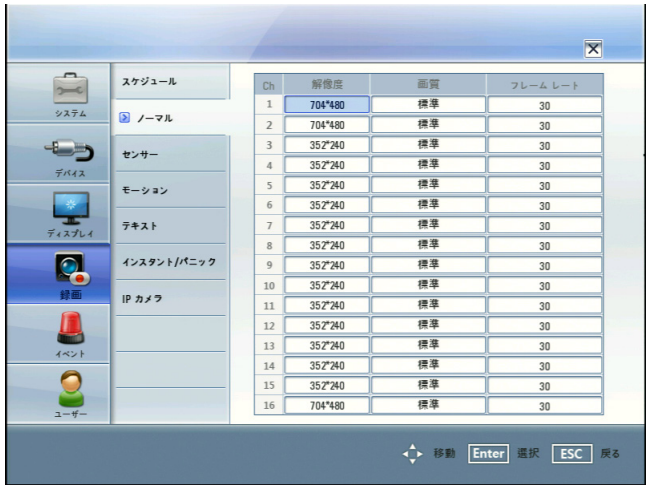 システム
デバイス
ディスプレイ
録画
イベント
ユーザー
スケジュール
ノーマル
センサー
モーション
テキスト
インスタント/パニック
IP カメラ
Ch 解像度 画質 フレーム レート
1 704*480 標準 30
2 704*480 標準 30
3 352*240 標準 30
4 352*240 標準 30
5 352*240 標準 30
6 352*240 標準 30
7 352*240 標準 30
8 352*240 標準 30
9 352*240 標準 30
10 352*240 標準 30
11 352*240 標準 30
12 352*240 標準 30
13 352*240 標準 30
14 352*240 標準 30
15 352*240 標準 30
16 704*480 標準 30
移動 Enter 選択 ESC 戻る